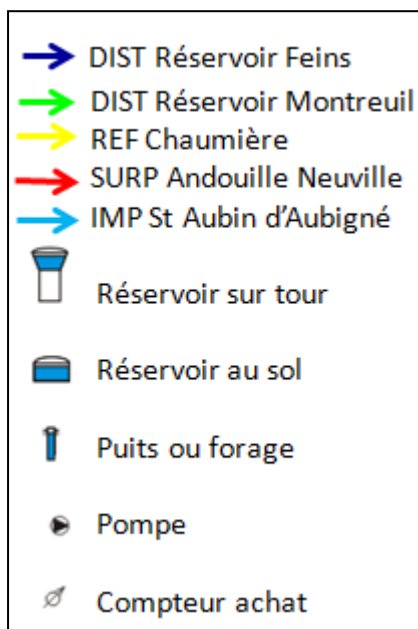 DIST Réservoir Feins
DIST Réservoir Montreuil
REF Chaumière
SURP Andouille Neuville
IMP St Aubin d'Aubigné
Réservoir sur tour
Réservoir au sol
Puits ou forage
Pompe
Compteur achat